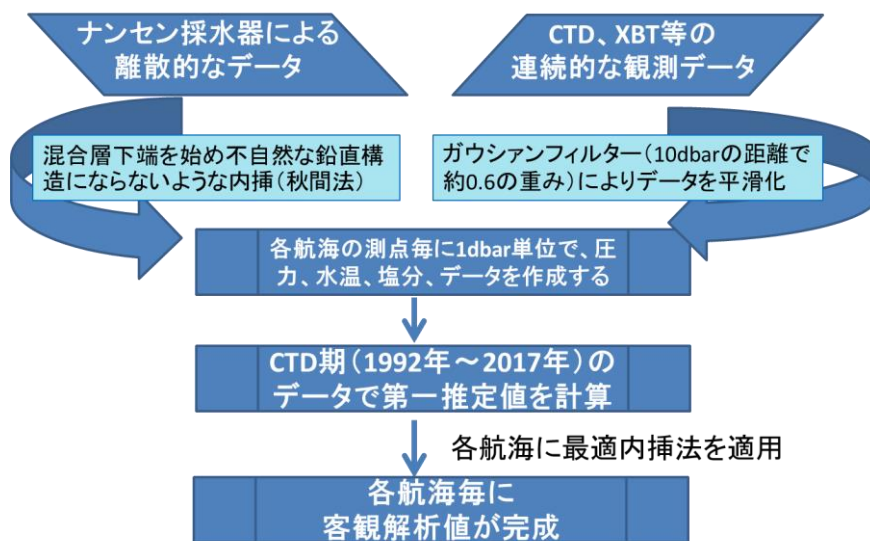 ナンセン採水器による
離散的なデータ
CTD、XBT等の
連続的な観測データ
混合層下端を始め不自然な鉛直構
造にならないような内挿(秋間法)
ガウシァンフィルター(10dbarの距離で
約0.6の重み)によりデータを平滑化
各航海の測点毎に1dbar単位で、圧
力、水温、塩分、データを作成する
CTD期(1992年~2017年)の
データで第一推定値を計算
各航海に最適内挿法を適用
各航海毎に
客観解析値が完成